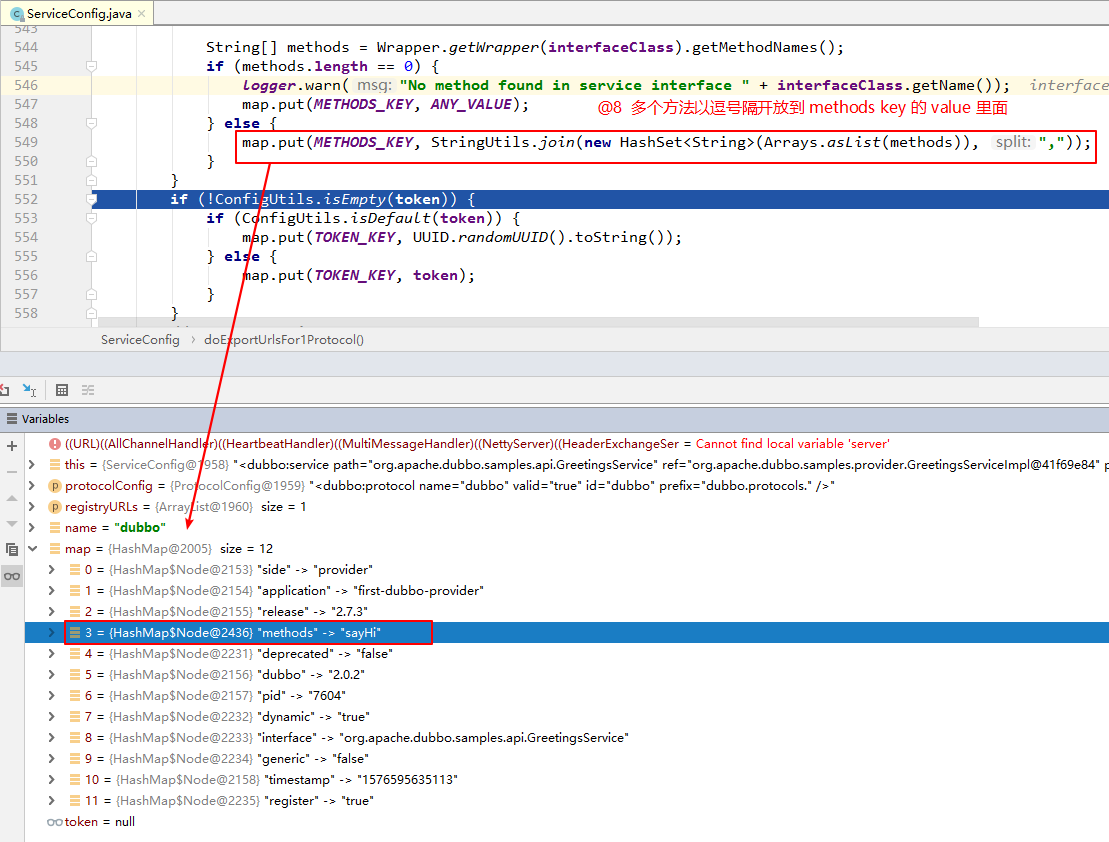 ServiceConfig.java
543
544 String[] methods = Wrapper.getWrapper(interfaceClass).getMethodNames();
545 if (methods.length == 0) {
546 logger.warn( msg: "No method found in service interface " + interfaceClass.getName()); interface
547 map.put(METHODS_KEY, ANY_VALUE);
@8 多个方法以逗号隔开放到 methods key 的 value 里面
548 } else {
549 map.put(METHODS_KEY, StringUtils.join(new HashSet<String>(Arrays.asList(methods)), split: ","));
550 }
551 }
552 if (!ConfigUtils.isEmpty(token)) {
553 if (ConfigUtils.isDefault(token)) {
554 map.put(TOKEN_KEY, UUID.randomUUID().toString());
555 } else {
556 map.put(TOKEN_KEY, token);
557 }
558 }
ServiceConfig › doExportUrlsFor1Protocol()
Variables
((URL)((AllChannelHandler)((HeartbeatHandler)((MultiMessageHandler)((NettyServer)((HeaderExchangeSer = Cannot find local variable 'server'
this = {ServiceConfig@1958} "<dubbo:service path="org.apache.dubbo.samples.api.GreetingsService" ref="org.apache.dubbo.samples.provider.GreetingsServiceImpl@41f69e84" p
protocolConfig = {ProtocolConfig@1959} "<dubbo:protocol name="dubbo" valid="true" id="dubbo" prefix="dubbo.protocols." />"
registryURLs = {ArrayList@1960} size = 1
name = "dubbo"
map = {HashMap@2005} size = 12
0 = {HashMap$Node@2153} "side" -> "provider"
1 = {HashMap$Node@2154} "application" -> "first-dubbo-provider"
2 = {HashMap$Node@2155} "release" -> "2.7.3"
3 = {HashMap$Node@2436} "methods" -> "sayHi"
4 = {HashMap$Node@2231} "deprecated" -> "false"
5 = {HashMap$Node@2156} "dubbo" -> "2.0.2"
6 = {HashMap$Node@2157} "pid" -> "7604"
7 = {HashMap$Node@2232} "dynamic" -> "true"
8 = {HashMap$Node@2233} "interface" -> "org.apache.dubbo.samples.api.GreetingsService"
9 = {HashMap$Node@2234} "generic" -> "false"
10 = {HashMap$Node@2158} "timestamp" -> "1576595635113"
11 = {HashMap$Node@2235} "register" -> "true"
token = null